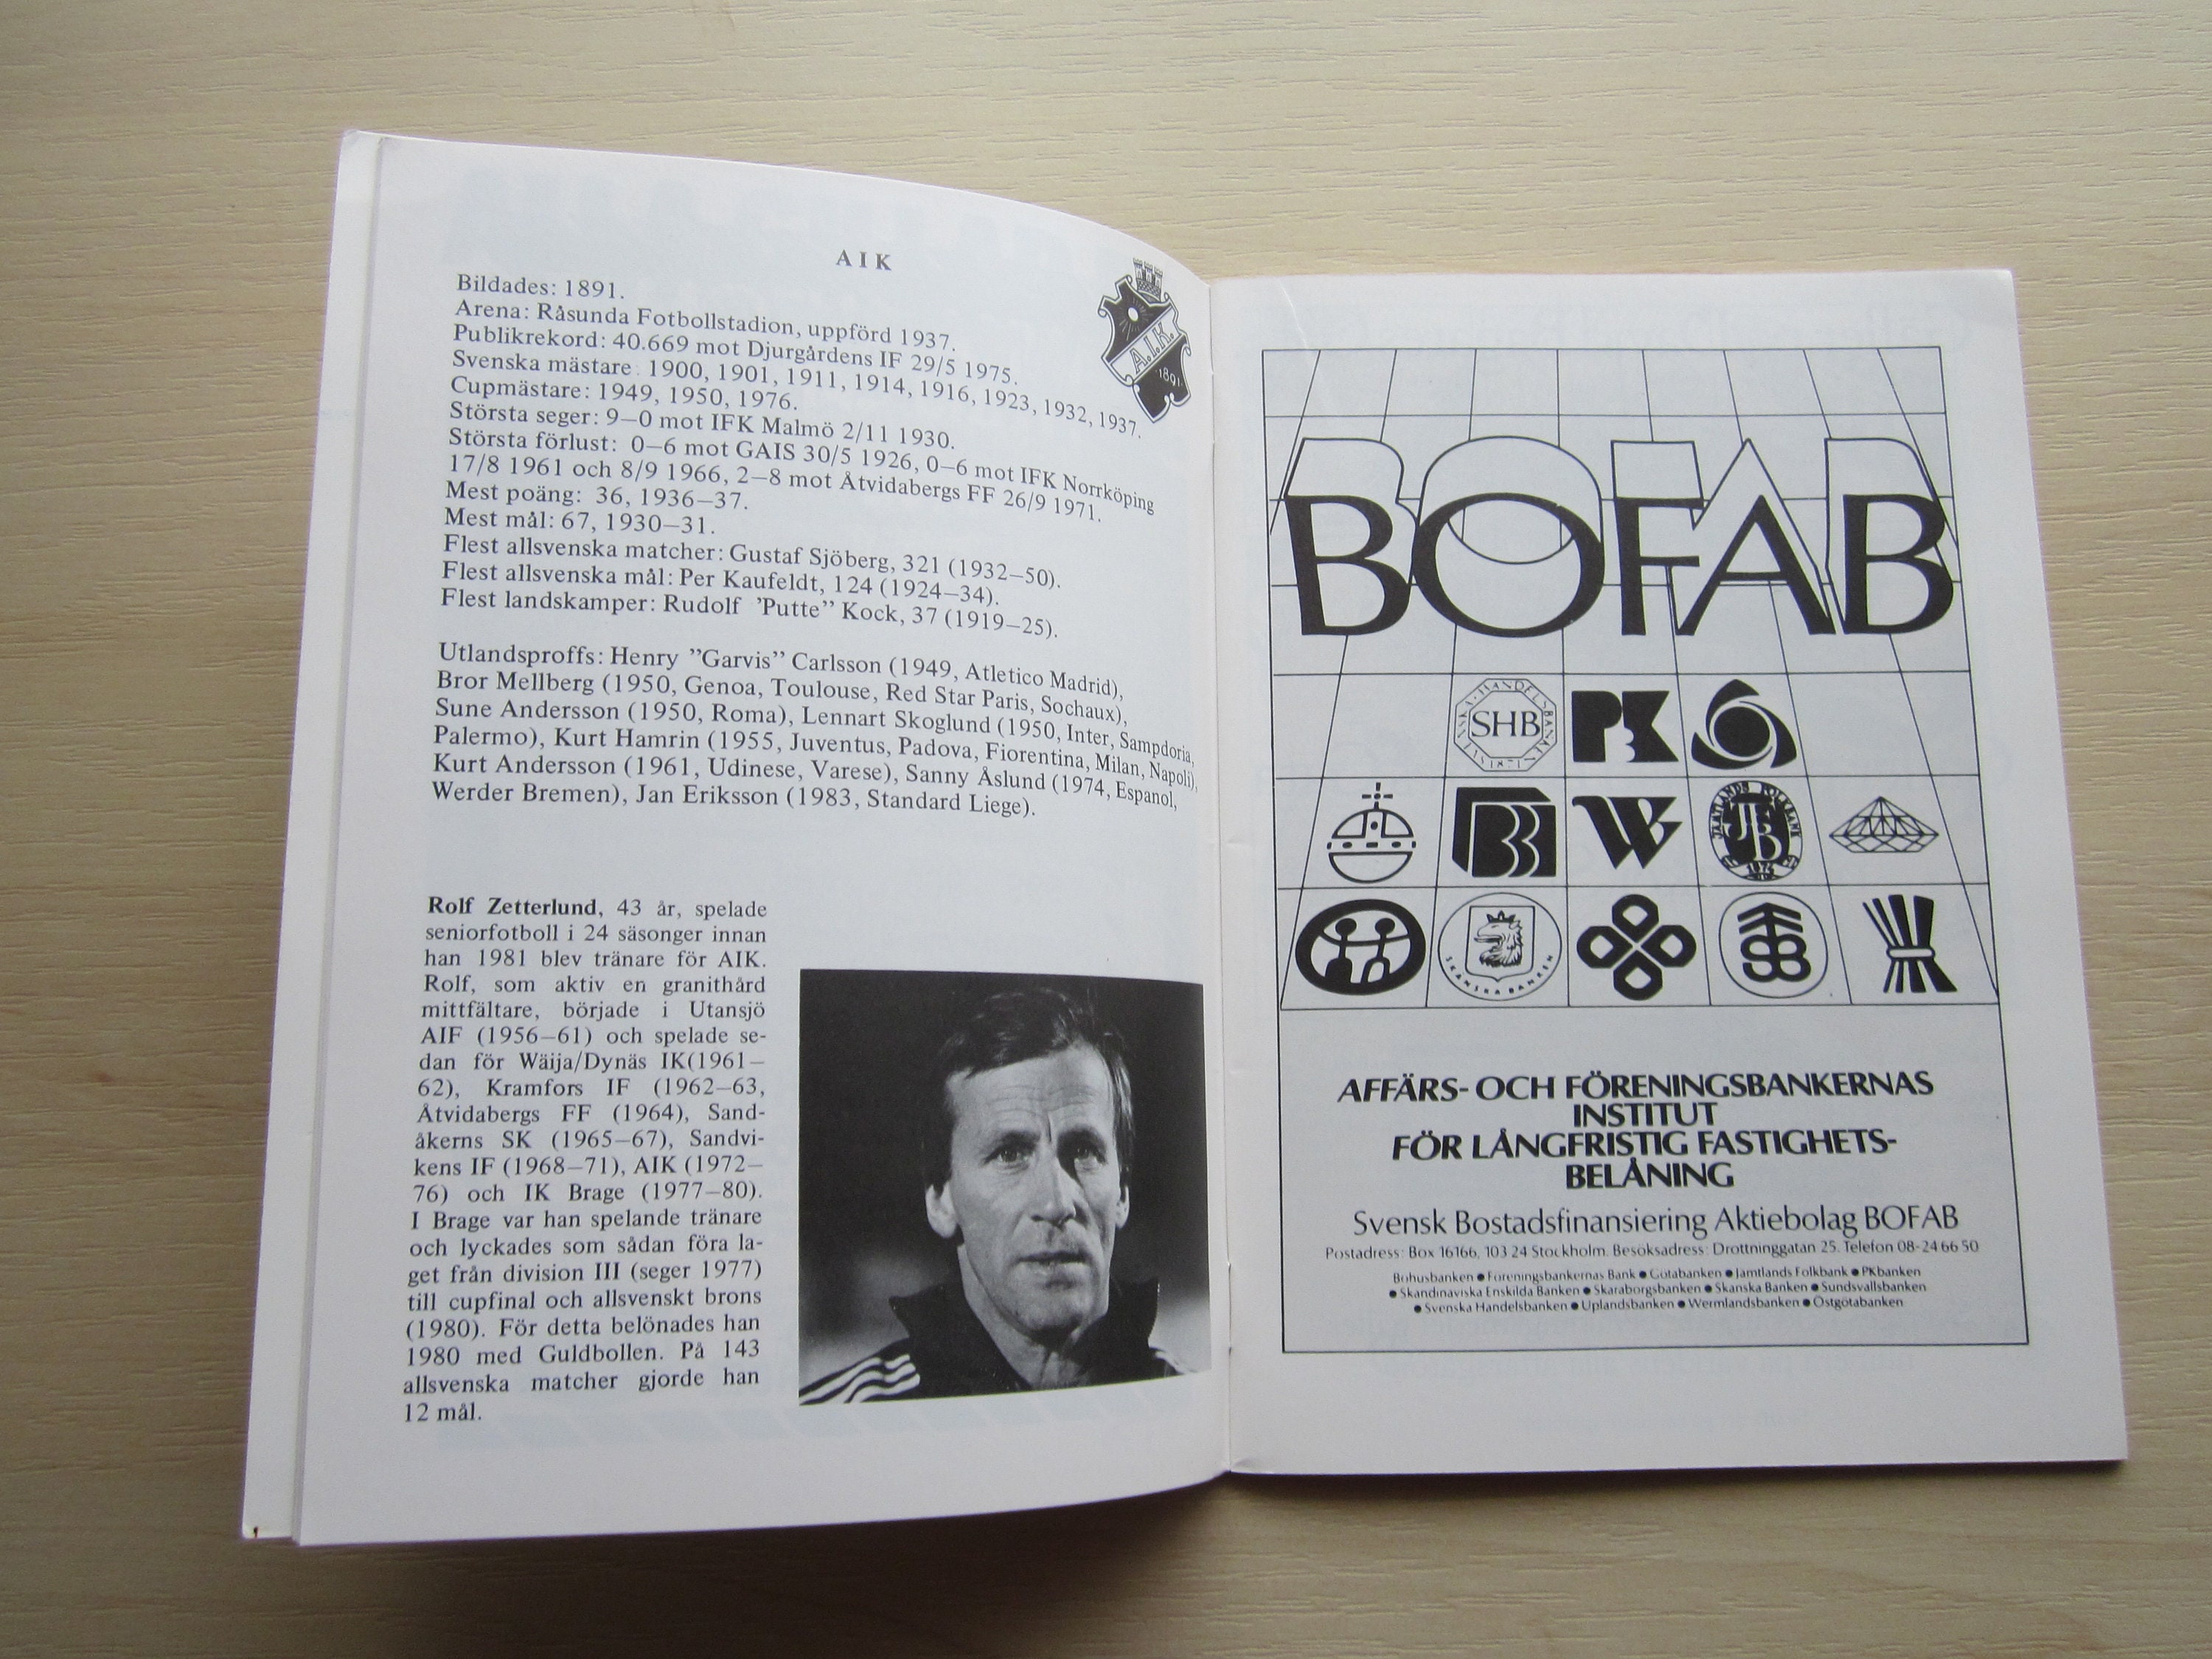 AIK
Bildades: 1891.
Arena: Råsunda Fotbollstadion, uppförd 1937.
Publikrekord: 40.669 mot Djurgårdens IF 29/5 1975.
Svenska mästare 1900, 1901, 1911, 1914, 1916, 1923, 1932, 1937.
Cupmästare: 1949, 1950, 1976.
Största seger: 9–0 mot IFK Malmö 2/11 1930.
Största förlust: 0–6 mot GAIS 30/5 1926, 0–6 mot IFK Norrköping
17/8 1961 och 8/9 1966, 2–8 mot Åtvidabergs FF 26/9 1971.
Mest poäng: 36, 1936–37.
Mest mål: 67, 1930–31.
Flest allsvenska matcher: Gustaf Sjöberg, 321 (1932–50).
Flest allsvenska mål: Per Kaufeldt, 124 (1924–34).
Flest landskamper: Rudolf 'Putte" Kock, 37 (1919–25).
A.I.K.
1891
Utlandsproffs: Henry "Garvis" Carlsson (1949, Atletico Madrid),
Bror Mellberg (1950, Genoa, Toulouse, Red Star Paris, Sochaux),
Sune Andersson (1950, Roma), Lennart Skoglund (1950, Inter, Sampdoria,
Palermo), Kurt Hamrin (1955, Juventus, Padova, Fiorentina, Milan, Napoli),
Kurt Andersson (1961, Udinese, Varese), Sanny Åslund (1974, Espanol,
Werder Bremen), Jan Eriksson (1983, Standard Liege).
Rolf Zetterlund, 43 år, spelade
seniorfotboll i 24 säsonger innan
han 1981 blev tränare för AIK.
Rolf, som aktiv en granithård
mittfältare, började i Utansjö
AIF (1956–61) och spelade se-
dan för Wäija/Dynäs IK(1961–
62), Kramfors IF (1962–63,
Åtvidabergs FF (1964), Sand-
åkerns SK (1965–67), Sandvi-
kens IF (1968–71), AIK (1972–
76) och IK Brage (1977–80).
I Brage var han spelande tränare
och lyckades som sådan föra la-
get från division III (seger 1977)
till cupfinal och allsvenskt brons
(1980). För detta belönades han
1980 med Guldbollen. På 143
allsvenska matcher gjorde han
12 mål.
BOFAB
SVENSKA HANDELSBANKEN 1871
SHB
PK
JÄMTLANDS FOLKBANK
JFB
1874
SKÅNSKA BANKEN
AFFÄRS- OCH FÖRENINGSBANKERNAS
INSTITUT
FÖR LÅNGFRISTIG FASTIGHETS-
BELÅNING
Svensk Bostadsfinansiering Aktiebolag BOFAB
Postadress: Box 16166, 103 24 Stockholm. Besöksadress: Drottninggatan 25. Telefon 08-24 66 50
Bohusbanken ● Föreningsbankernas Bank ● Götabanken ● Jämtlands Folkbank ● PKbanken
● Skandinaviska Enskilda Banken ● Skaraborgsbanken ● Skånska Banken ● Sundsvallsbanken
● Svenska Handelsbanken ● Uplandsbanken ● Wermlandsbanken ● Östgötabanken